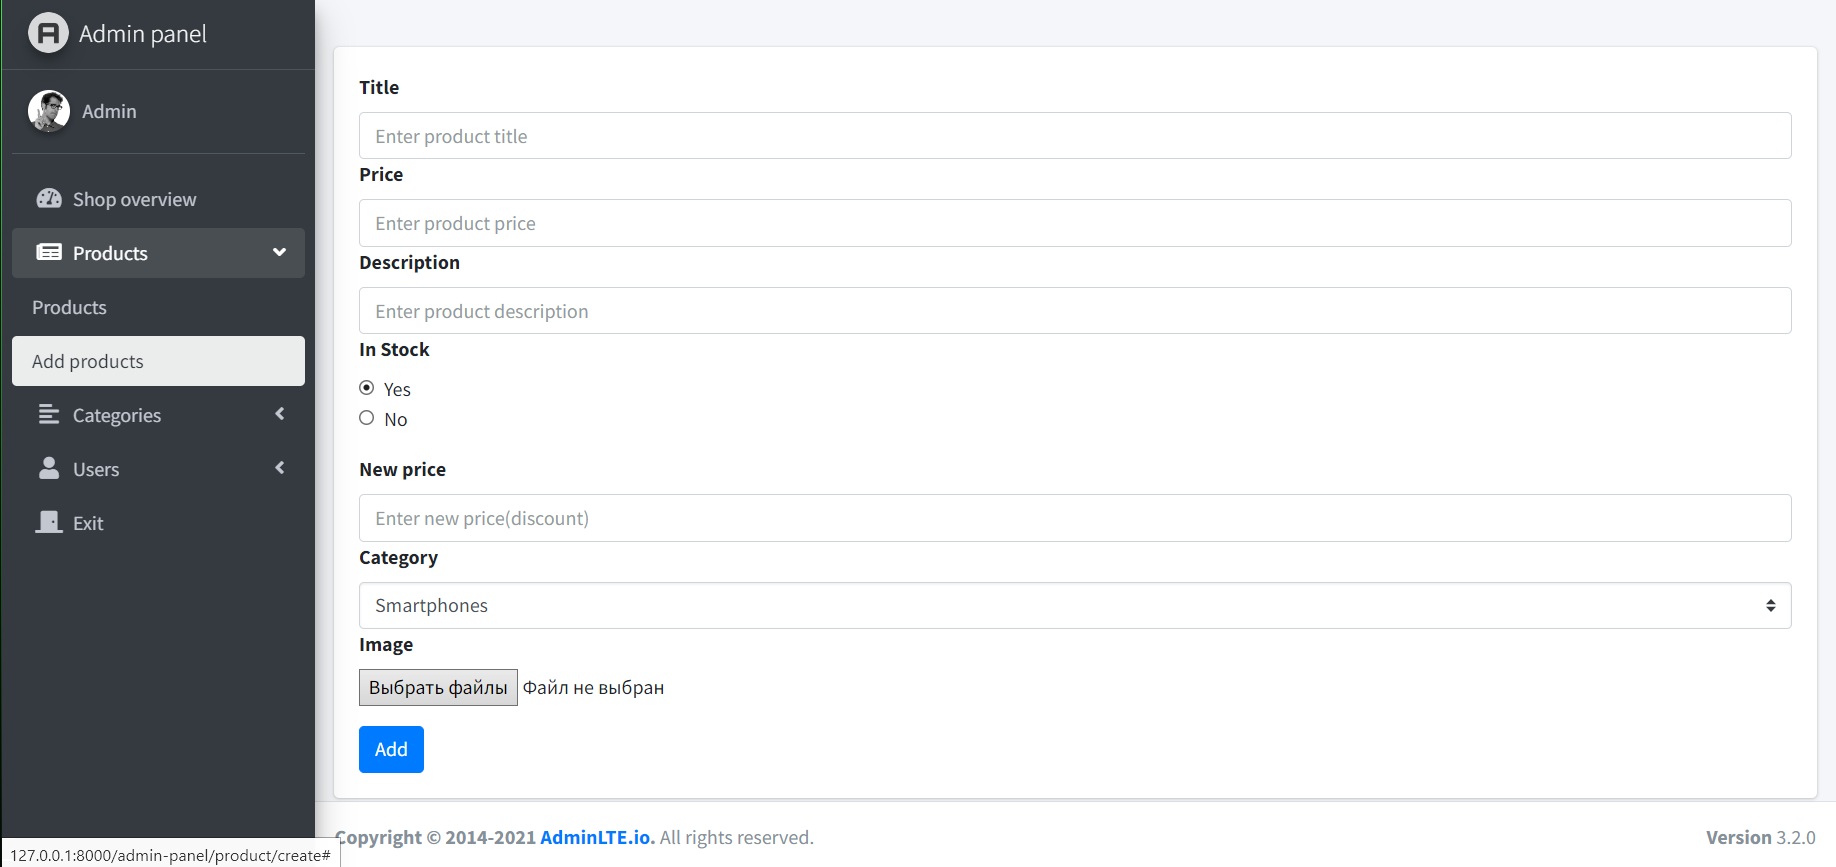 Admin panel
Admin
Shop overview
Products
Products
Add products
Categories
Users
Exit
Title
Enter product title
Price
Enter product price
Description
Enter product description
In Stock
Yes
No
New price
Enter new price(discount)
Category
Smartphones
Image
Выбрать файлы Файл не выбран
Add
Copyright © 2014-2021 AdminLTE.io. All rights reserved.
Version 3.2.0
127.0.0.1:8000/admin-panel/product/create#